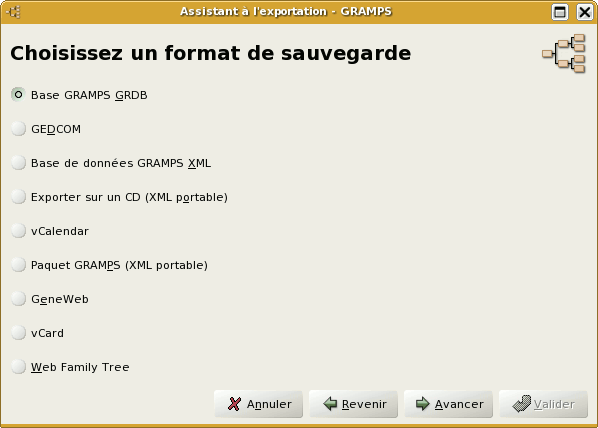 Assistant à l'exportation - GRAMPS
Choisissez un format de sauvegarde
Base GRAMPS GRDB
GEDCOM
Base de données GRAMPS XML
Exporter sur un CD (XML portable)
vCalendar
Paquet GRAMPS (XML portable)
GeneWeb
vCard
Web Family Tree
Annuler Revenir Avancer Valider